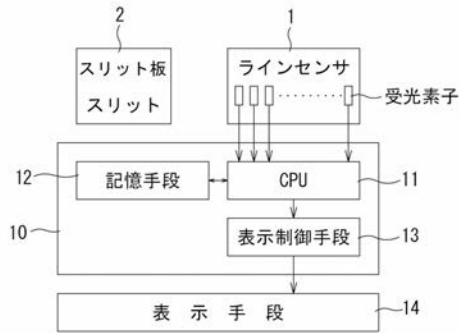 2
1
スリット板
スリット
ラインセンサ
受光素子
12
記憶手段
CPU
11
10
表示制御手段
13
表示手段
14